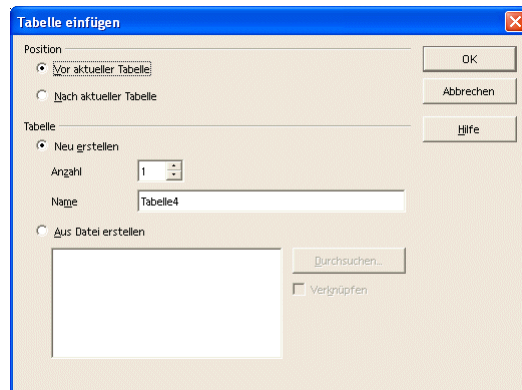 Tabelle einfügen
Position
Vor aktueller Tabelle
Nach aktueller Tabelle
OK
Abbrechen
Hilfe
Tabelle
Neu erstellen
Anzahl 1
Name Tabelle4
Aus Datei erstellen
Durchsuchen...
Verknüpfen